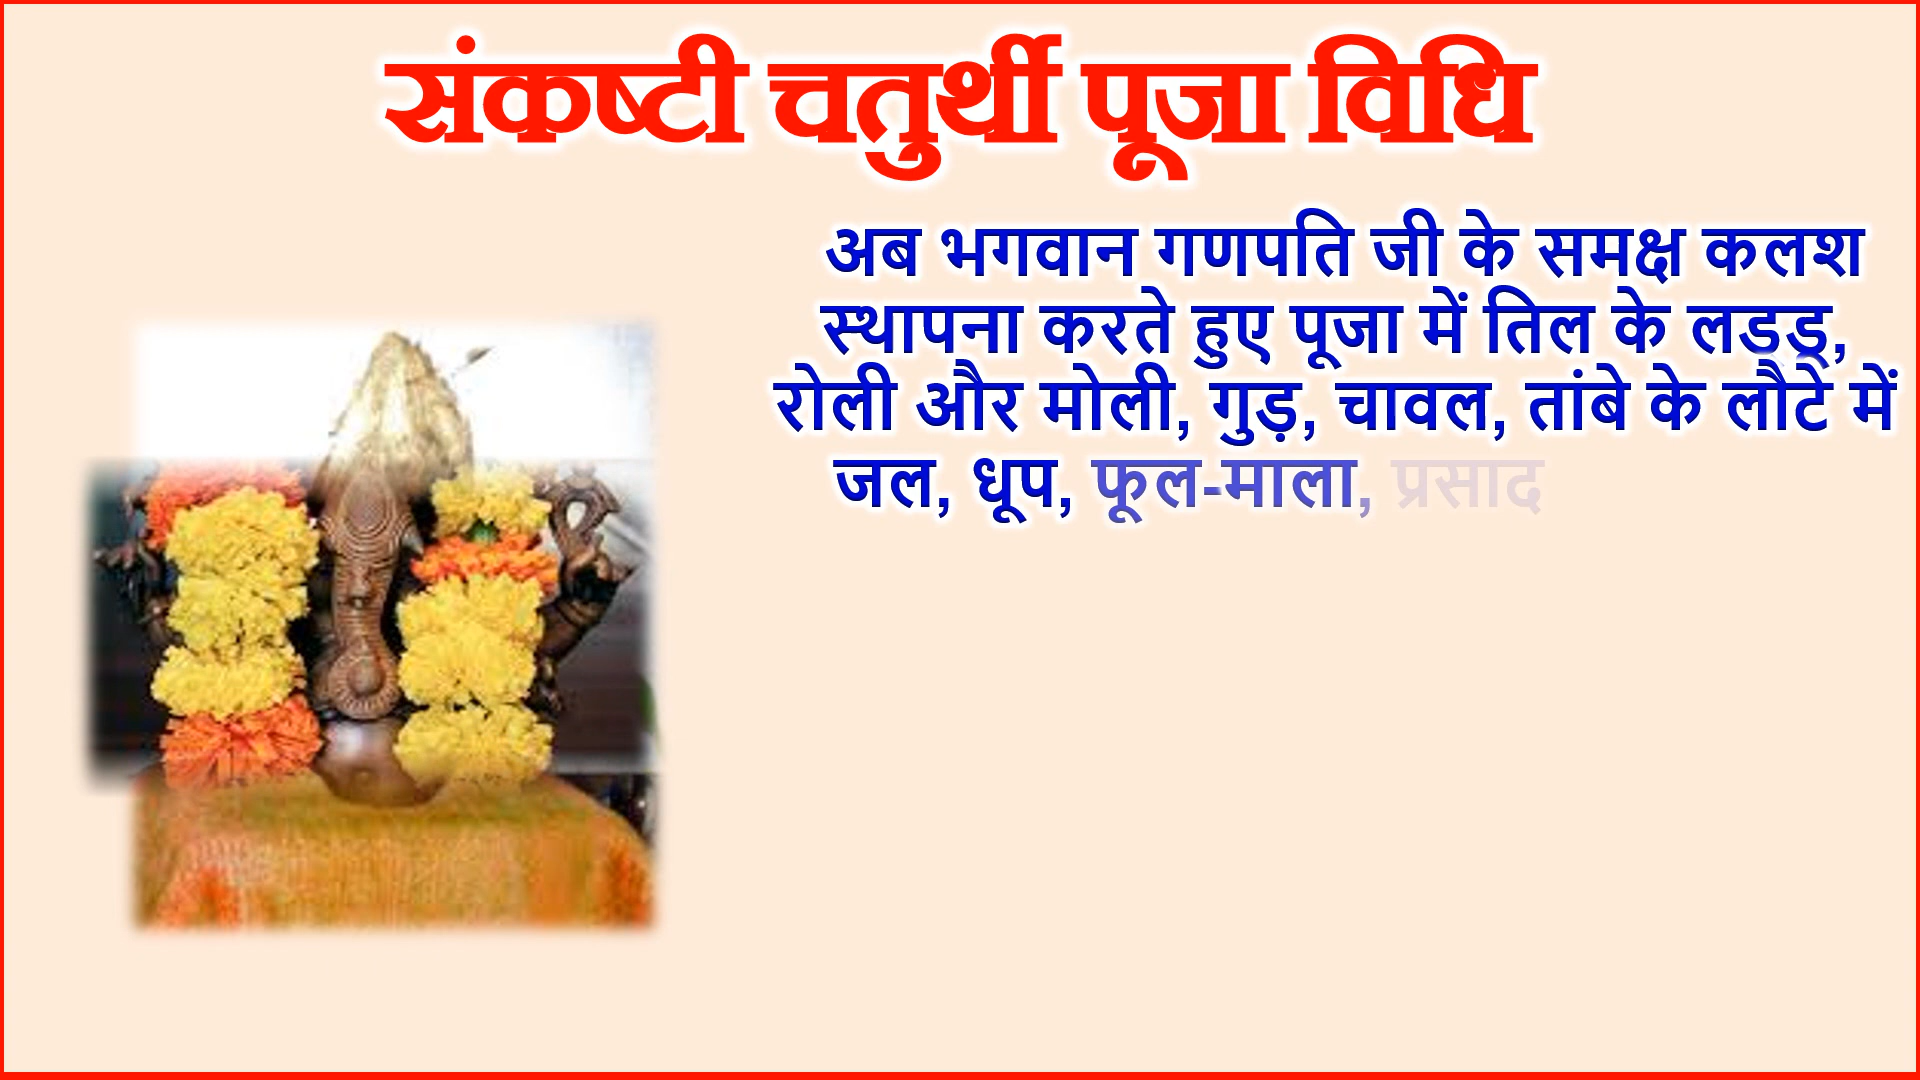 संकष्टी चतुर्थी पूजा विधि
अब भगवान गणपति जी के समक्ष कलश
स्थापना करते हुए पूजा में तिल के लड्डू,
रोली और मोली, गुड़, चावल, तांबे के लौटे में
जल, धूप, फूल-माला, प्रसाद